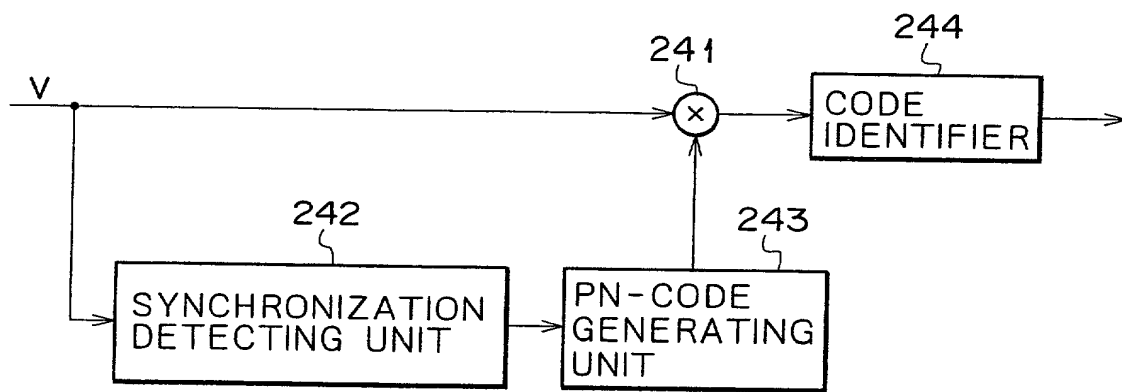 244
241
V
×
CODE
IDENTIFIER
242
243
SYNCHRONIZATION
DETECTING UNIT
PN-CODE
GENERATING
UNIT